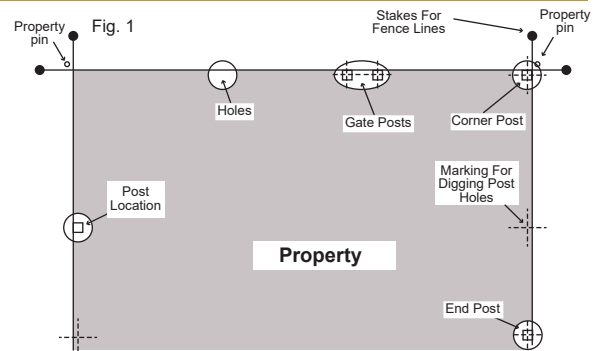 Property
pin
Fig. 1
Stakes For
Fence Lines
Property
pin
Holes
Gate Posts
Corner Post
Post
Location
Marking For
Digging Post
Holes
Property
End Post